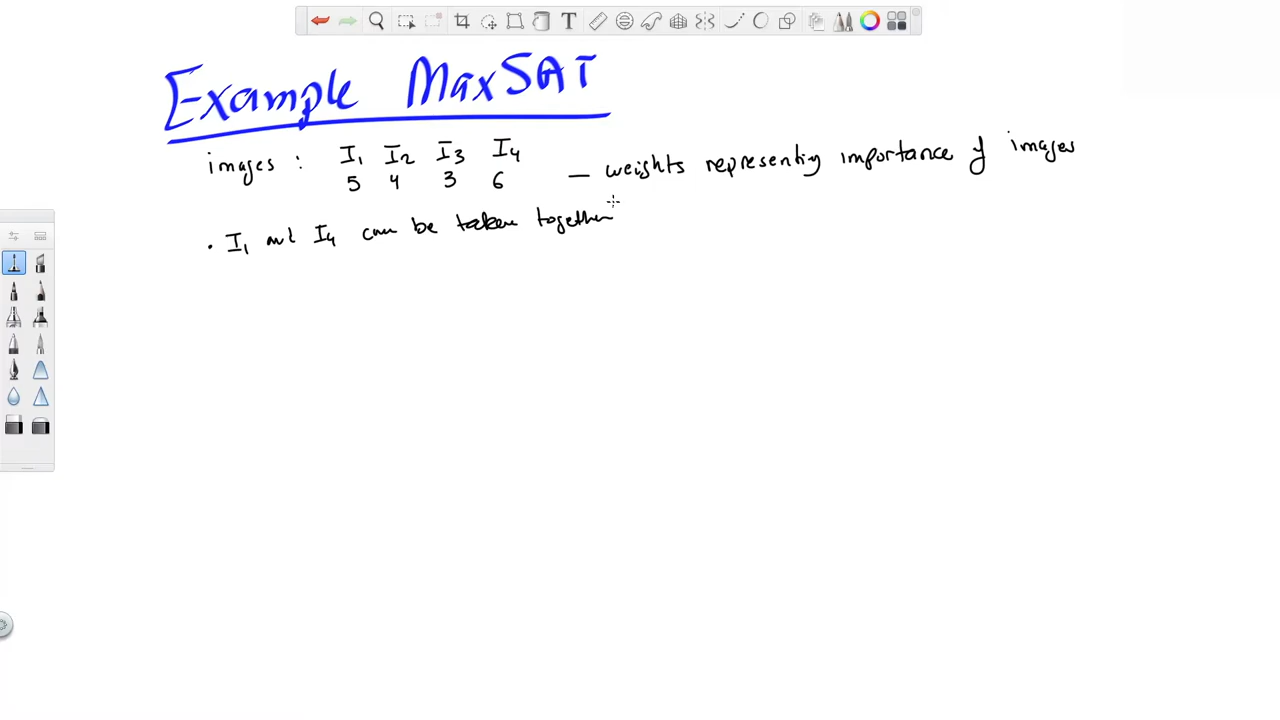 Example MaxSAT
images : I1 I2 I3 I4
5 4 3 6 — weights representing importance of images
• I1 and I4 can be taken together